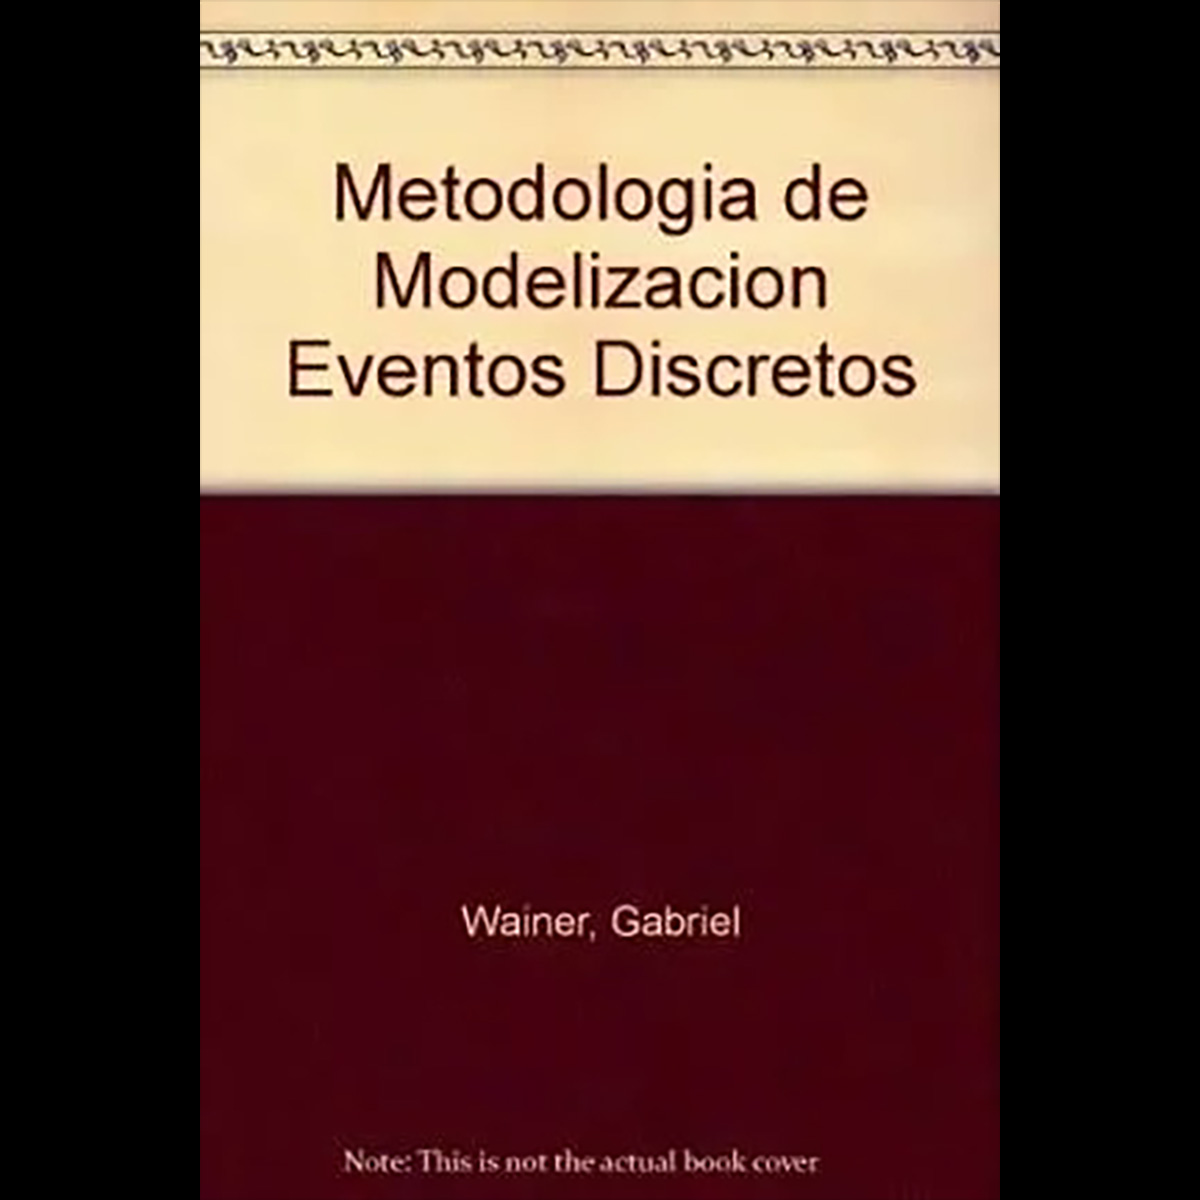 Metodologia de
Modelizacion
Eventos Discretos
Wainer, Gabriel
Note: This is not the actual book cover